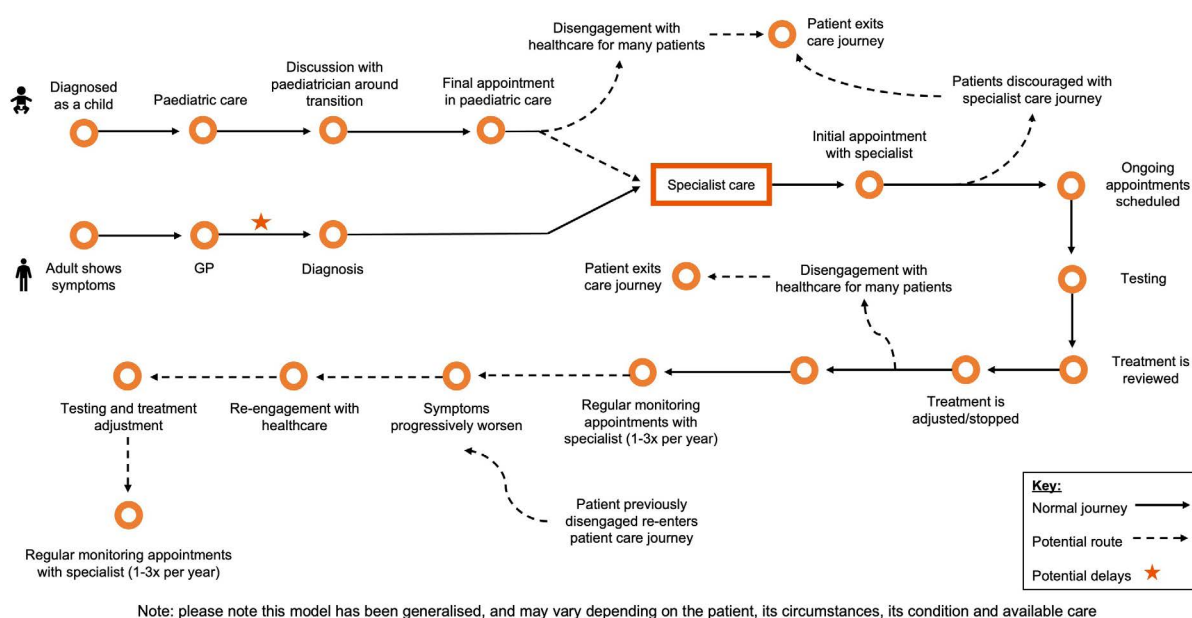 Diagnosed
as a child
Paediatric care
Discussion with
paediatrician around
transition
Final appointment
in paediatric care
Disengagement with
healthcare for many patients
Patient exits
care journey
Patients discouraged with
specialist care journey
Initial appointment
with specialist
Specialist care
Ongoing
appointments
scheduled
Adult shows
symptoms
GP
Diagnosis
Patient exits
care journey
Disengagement with
healthcare for many patients
Testing
Treatment is
reviewed
Treatment is
adjusted/stopped
Regular monitoring
appointments with
specialist (1-3x per year)
Symptoms
progressively worsen
Re-engagement with
healthcare
Testing and treatment
adjustment
Patient previously
disengaged re-enters
patient care journey
Regular monitoring appointments
with specialist (1-3x per year)
Key:
Normal journey
Potential route
Potential delays
Note: please note this model has been generalised, and may vary depending on the patient, its circumstances, its condition and available care